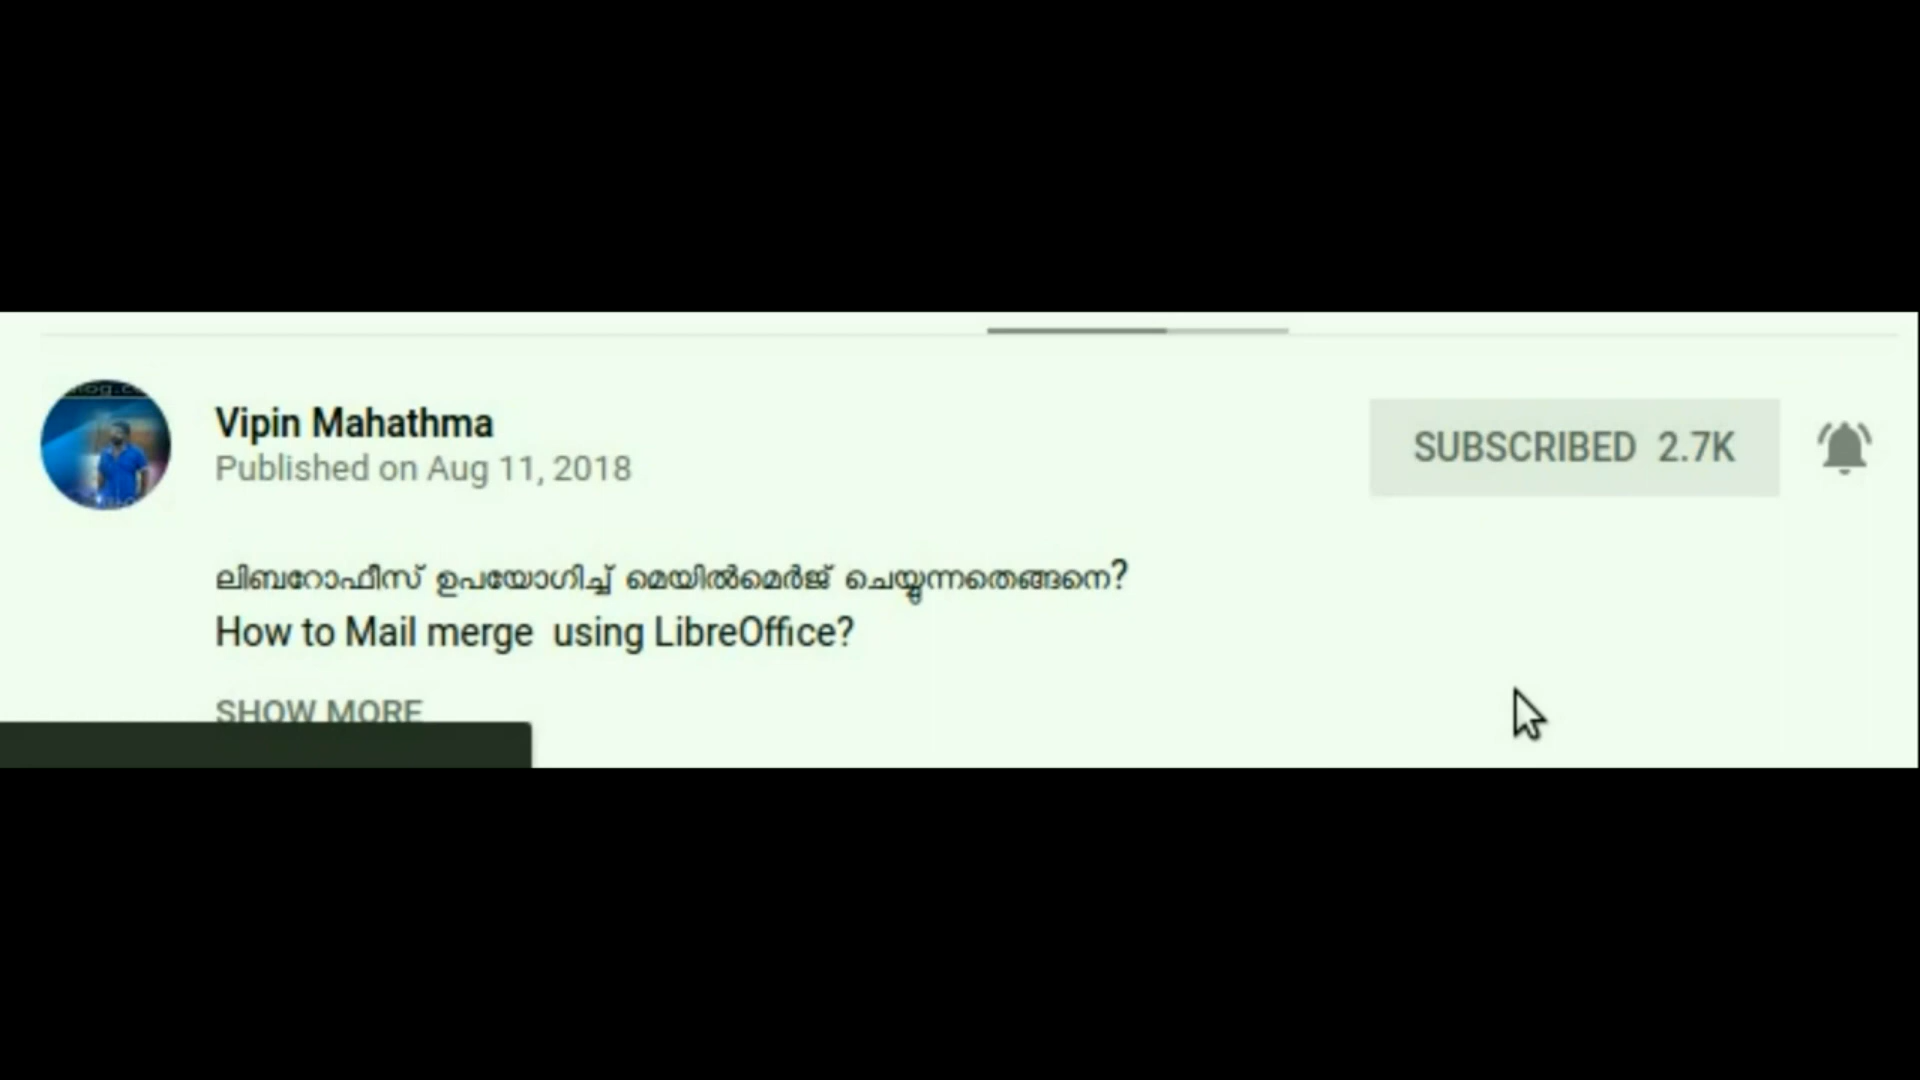 Vipin Mahathma
Published on Aug 11, 2018
SUBSCRIBED 2.7K
ലിബറോഫീസ് ഉപയോഗിച്ച് മെയിൽമെർജ് ചെയ്യുന്നതെങ്ങനെ?
How to Mail merge using LibreOffice?
SHOW MORE